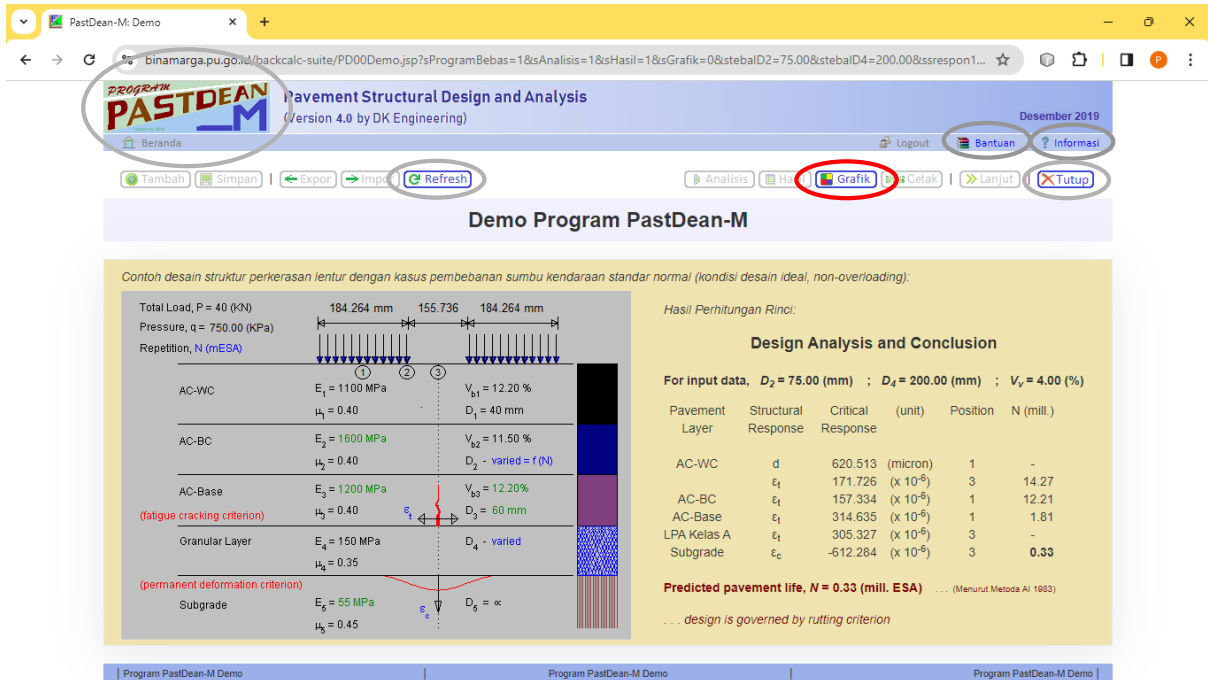 PastDean-M: Demo
binamarga.pu.go.id/backcalc-suite/PD00Demo.jsp?sProgramBebas=1&sAnalisis=1&sHasil=1&sGrafik=0&stebalD2=75.00&stebalD4=200.00&ssrespon1...
P
PROGRAM
PASTDEAN
_M
Pavement Structural Design and Analysis
(Version 4.0 by DK Engineering)
Desember 2019
Beranda
Logout
Bantuan
? Informasi
Tambah Simpan | Expor Impor Refresh
Analisis Hasil Grafik Cetak | Lanjut | Tutup
Demo Program PastDean-M
Contoh desain struktur perkerasan lentur dengan kasus pembebanan sumbu kendaraan standar normal (kondisi desain ideal, non-overloading):
Total Load, P = 40 (KN)
Pressure, q = 750.00 (KPa)
Repetition, N (mESA)
184.264 mm 155.736 184.264 mm
1 2 3
AC-WC E1 = 1100 MPa Vb1 = 12.20 %
μ1 = 0.40 D1 = 40 mm
AC-BC E2 = 1600 MPa Vb2 = 11.50 %
μ2 = 0.40 D2 - varied = f (N)
AC-Base E3 = 1200 MPa Vb3 = 12.20%
(fatigue cracking criterion) μ3 = 0.40 εt D3 = 60 mm
Granular Layer E4 = 150 MPa D4 - varied
μ4 = 0.35
(permanent deformation criterion)
Subgrade E5 = 55 MPa εc D5 = ∝
μ5 = 0.45
Hasil Perhitungan Rinci:
Design Analysis and Conclusion
For input data, D2 = 75.00 (mm) ; D4 = 200.00 (mm) ; Vv = 4.00 (%)
Pavement Structural Critical (unit) Position N (mill.)
Layer Response Response
AC-WC d 620.513 (micron) 1 -
εt 171.726 (x 10-6) 3 14.27
AC-BC εt 157.334 (x 10-6) 1 12.21
AC-Base εt 314.635 (x 10-6) 1 1.81
LPA Kelas A εt 305.327 (x 10-6) 3 -
Subgrade εc -612.284 (x 10-6) 3 0.33
Predicted pavement life, N = 0.33 (mill. ESA) . . . (Menurut Metoda AI 1983)
. . . design is governed by rutting criterion
| Program PastDean-M Demo | Program PastDean-M Demo | Program PastDean-M Demo |